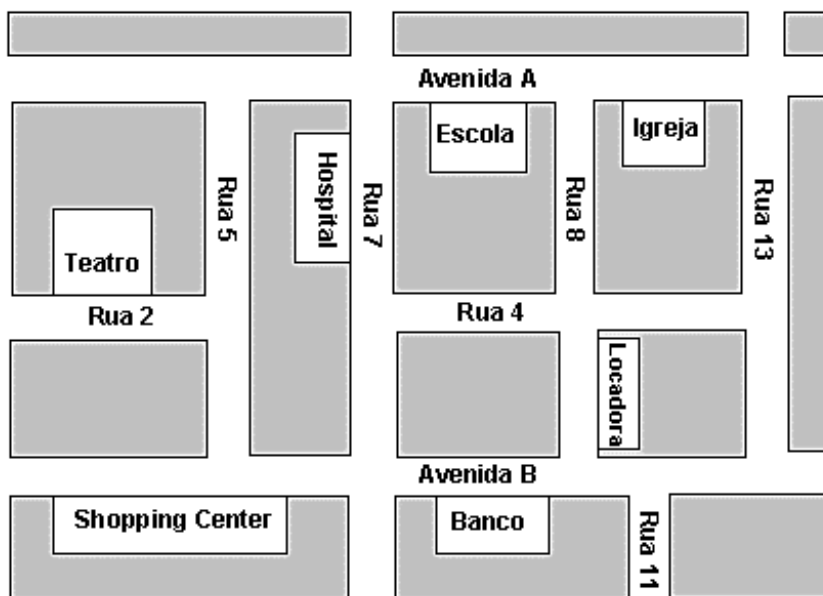 Avenida A
Escola
Igreja
Hospital
Rua 5
Rua 7
Rua 8
Rua 13
Teatro
Rua 2
Rua 4
Locadora
Avenida B
Shopping Center
Banco
Rua 11